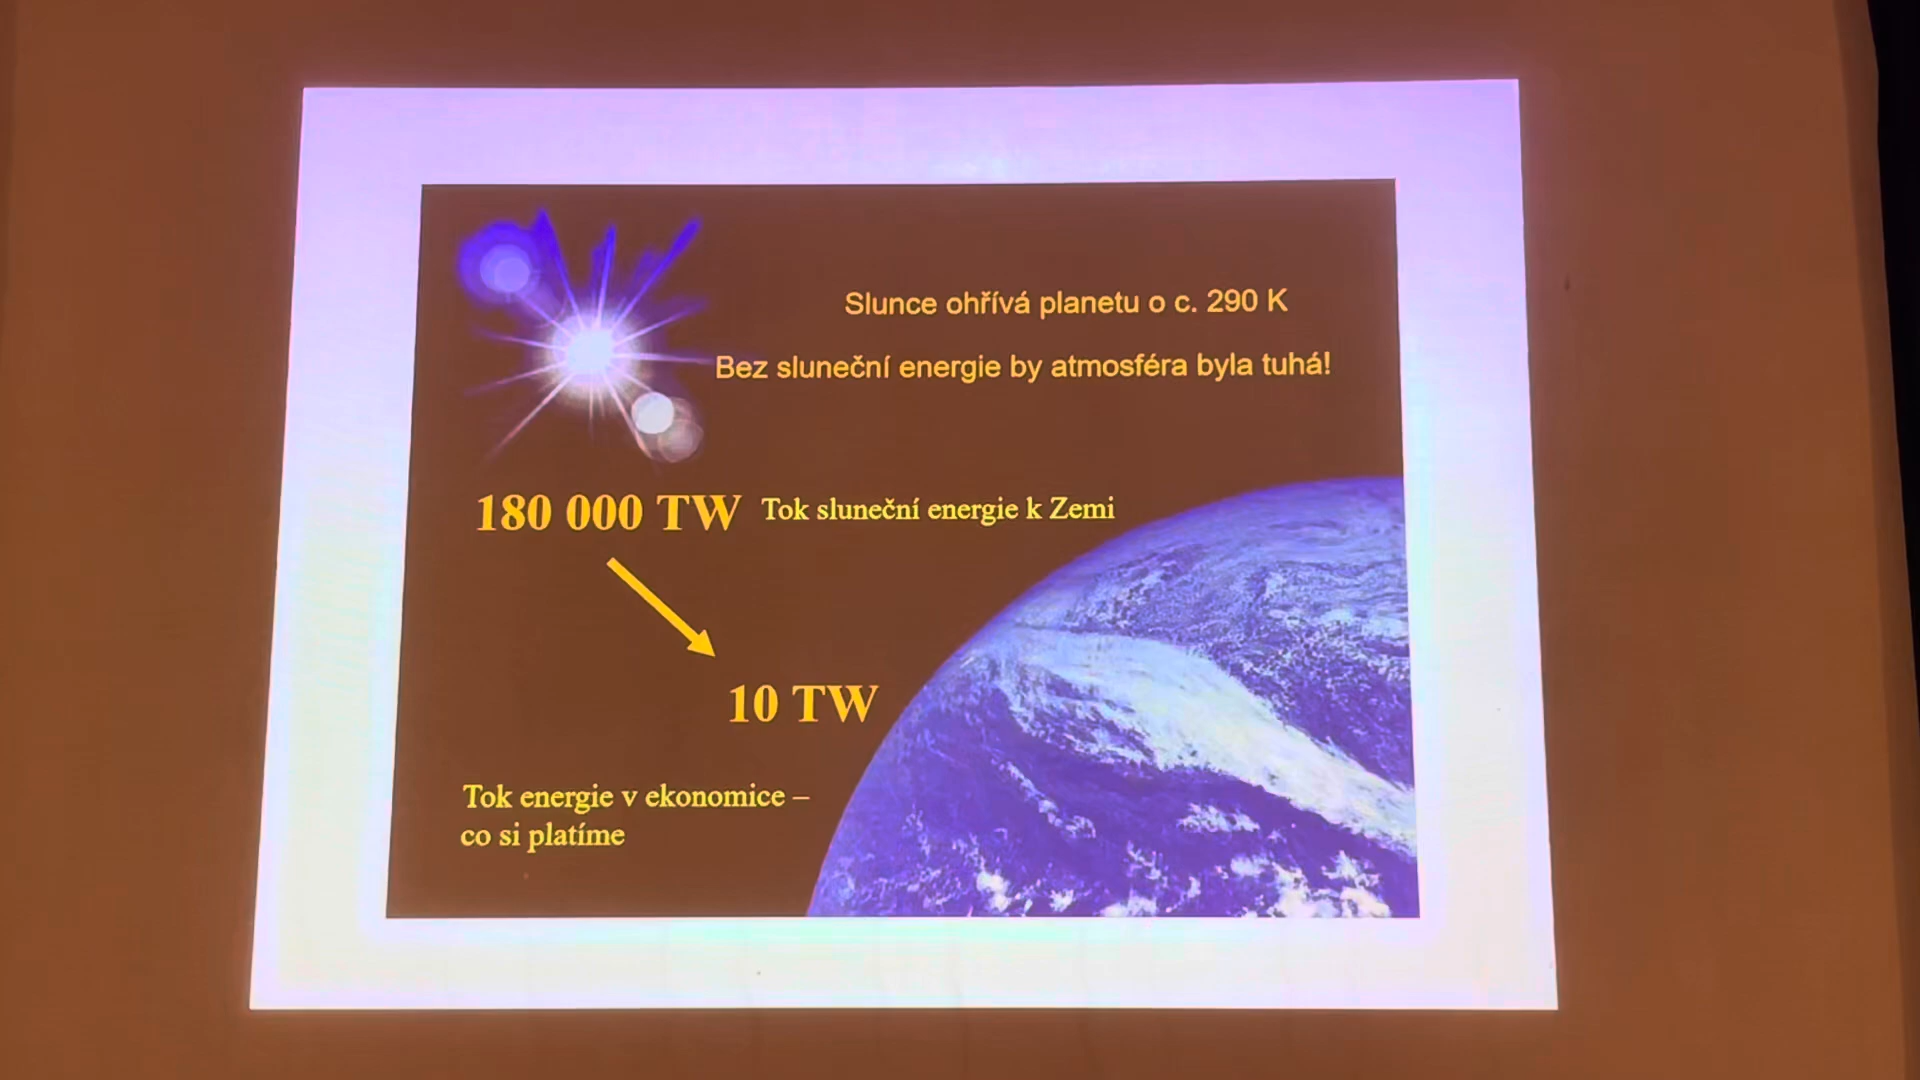 Slunce ohřívá planetu o c. 290 K
Bez sluneční energie by atmosféra byla tuhá!
180 000 TW Tok sluneční energie k Zemi
10 TW
Tok energie v ekonomice –
co si platíme